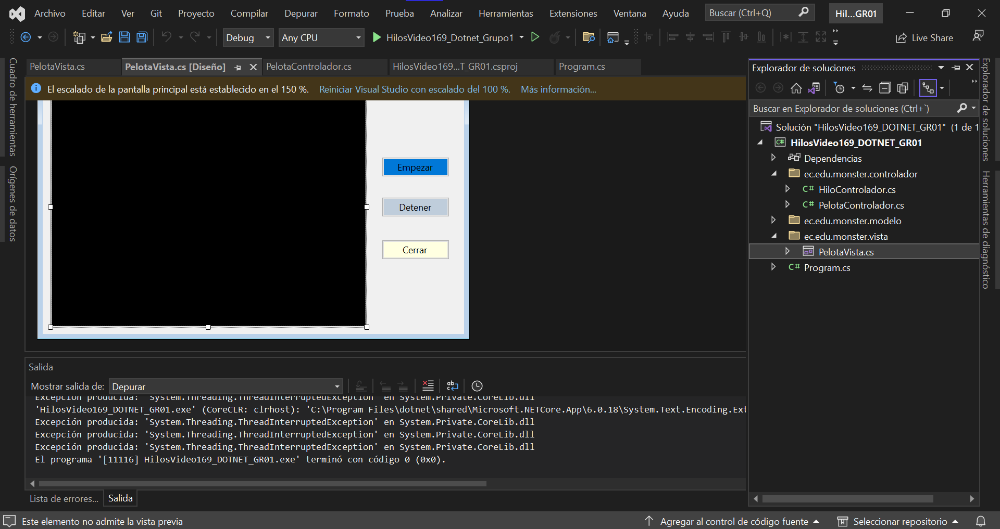 Archivo Editar Ver Git Proyecto Compilar Depurar Formato Prueba Analizar Herramientas Extensiones Ventana Ayuda Buscar (Ctrl+Q) Hil...GR01
Debug Any CPU HilosVideo169_Dotnet_Grupo1 Live Share
Cuadro de herramientas
Orígenes de datos
PelotaVista.cs PelotaVista.cs [Diseño] PelotaControlador.cs HilosVideo169...T_GR01.csproj Program.cs
El escalado de la pantalla principal está establecido en el 150 %. Reiniciar Visual Studio con escalado del 100 %. Más información...
Empezar
Detener
Cerrar
Salida
Mostrar salida de: Depurar
Excepción producida: 'System.Threading.ThreadInterruptedException' en System.Private.CoreLib.dll
'HilosVideo169_DOTNET_GR01.exe' (CoreCLR: clrhost): 'C:\Program Files\dotnet\shared\Microsoft.NETCore.App\6.0.18\System.Text.Encoding.Ext
Excepción producida: 'System.Threading.ThreadInterruptedException' en System.Private.CoreLib.dll
Excepción producida: 'System.Threading.ThreadInterruptedException' en System.Private.CoreLib.dll
Excepción producida: 'System.Threading.ThreadInterruptedException' en System.Private.CoreLib.dll
El programa '[11116] HilosVideo169_DOTNET_GR01.exe' terminó con código 0 (0x0).
Lista de errores... Salida
Explorador de soluciones
Buscar en Explorador de soluciones (Ctrl+`)
Solución "HilosVideo169_DOTNET_GR01" (1 de 1
C# HilosVideo169_DOTNET_GR01
Dependencias
ec.edu.monster.controlador
C# HiloControlador.cs
C# PelotaControlador.cs
ec.edu.monster.modelo
ec.edu.monster.vista
PelotaVista.cs
C# Program.cs
Explorador de soluciones
Herramientas de diagnóstico
Este elemento no admite la vista previa Agregar al control de código fuente Seleccionar repositorio